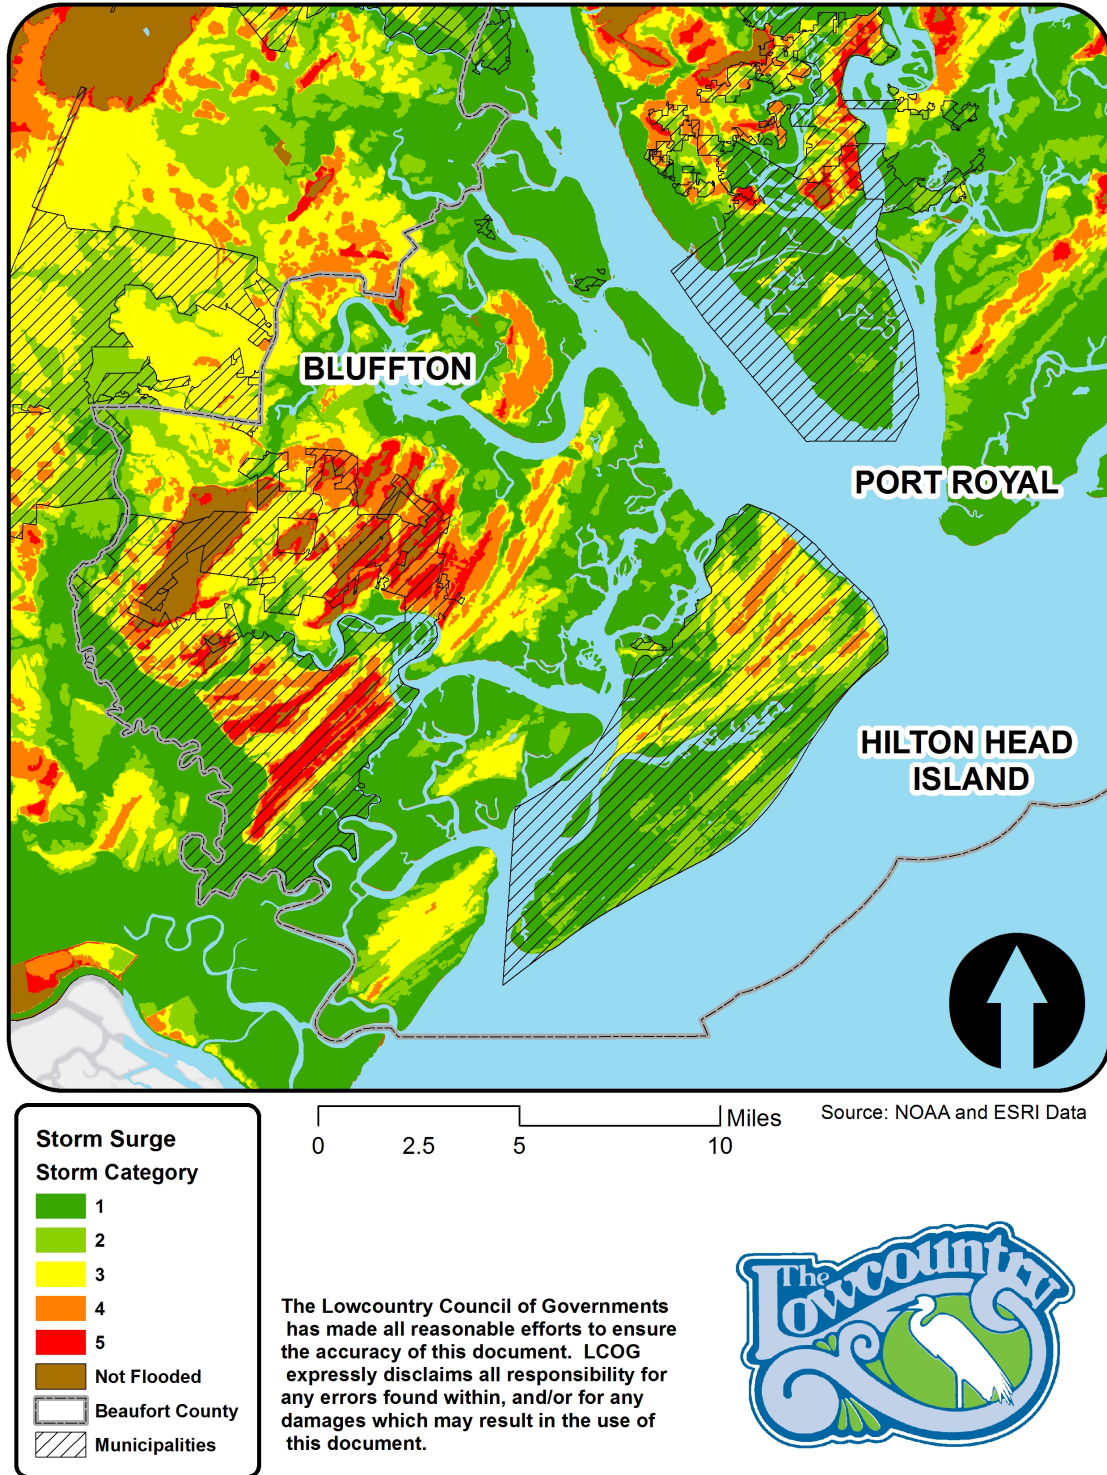 BLUFFTON
PORT ROYAL
HILTON HEAD
ISLAND
Miles
0
2.5
5
10
Source: NOAA and ESRI Data
Storm Surge
Storm Category
1
2
3
4
5
Not Flooded
Beaufort County
Municipalities
The Lowcountry Council of Governments
has made all reasonable efforts to ensure
the accuracy of this document. LCOG
expressly disclaims all responsibility for
any errors found within, and/or for any
damages which may result in the use of
this document.
The
Lowcountry